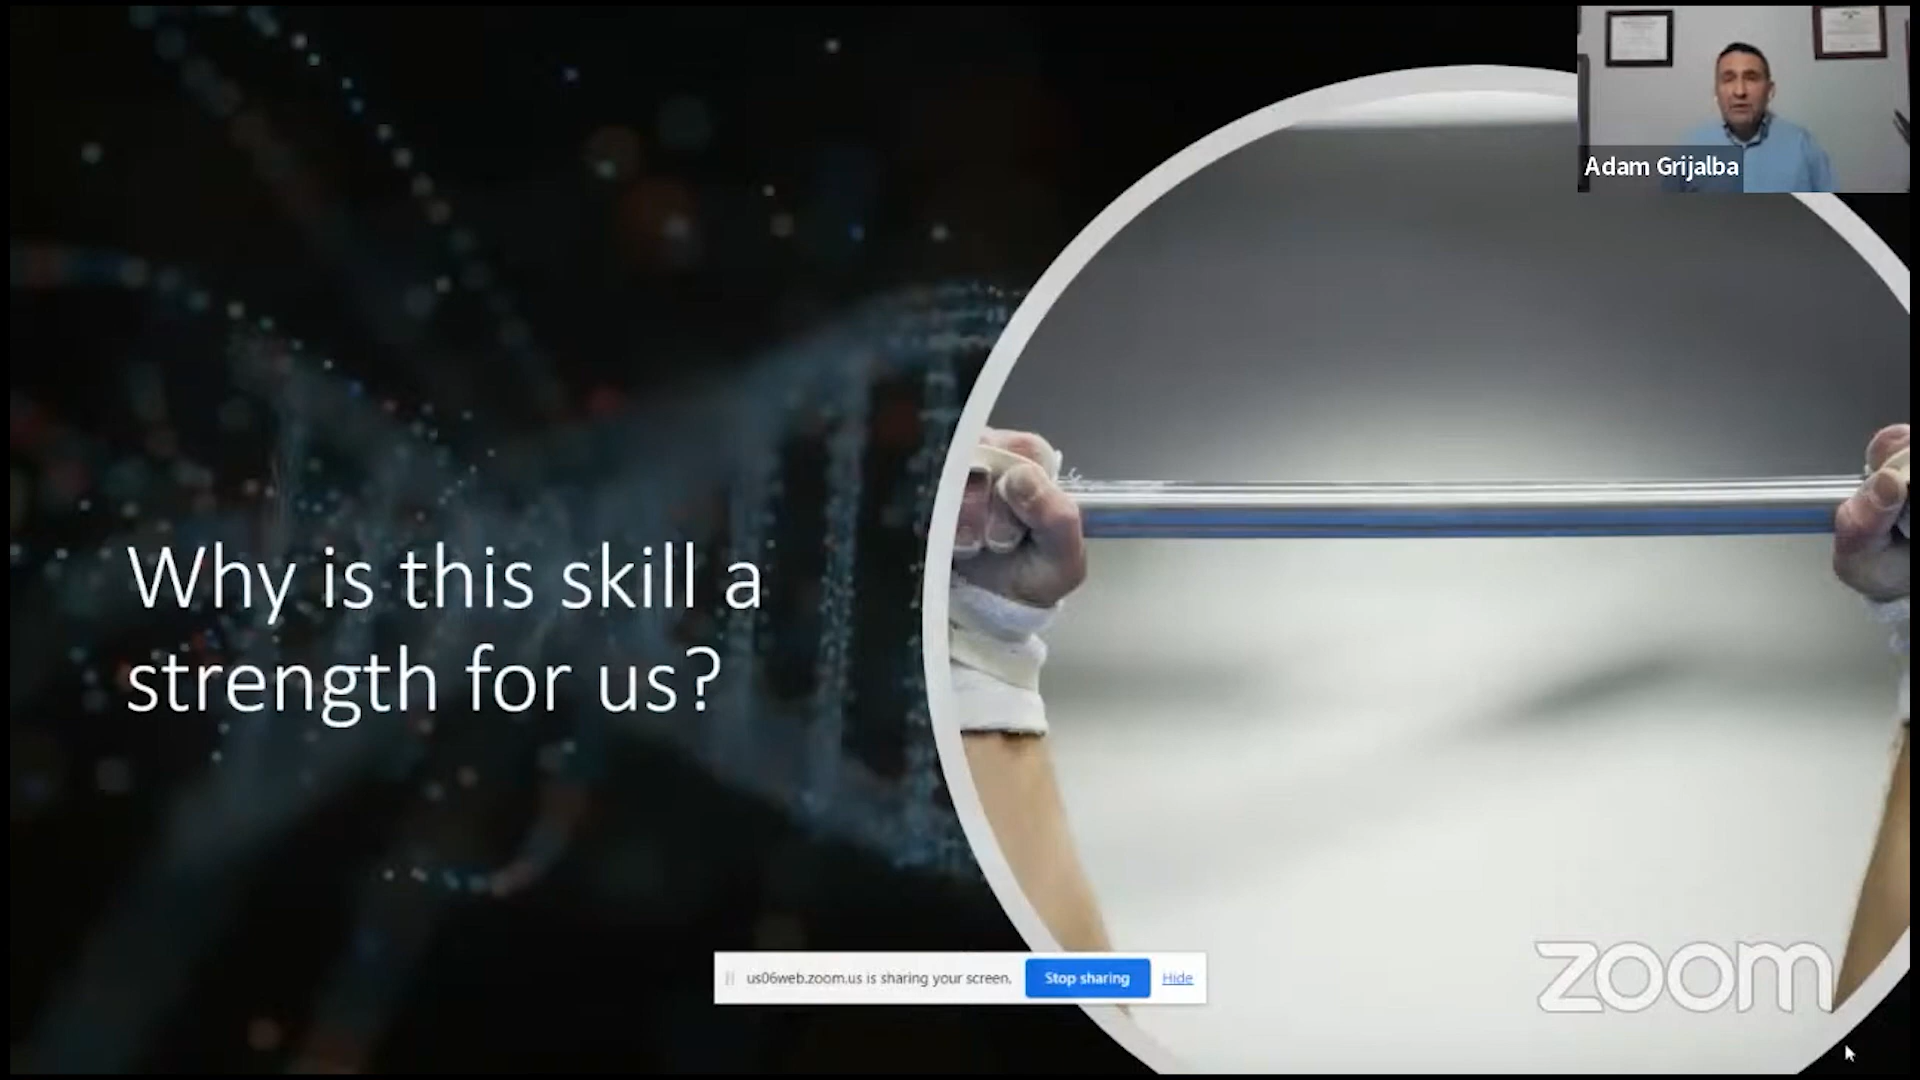 Adam Grijalba
Why is this skill a
strength for us?
us06web.zoom.us is sharing your screen.
Stop sharing
Hide
zoom